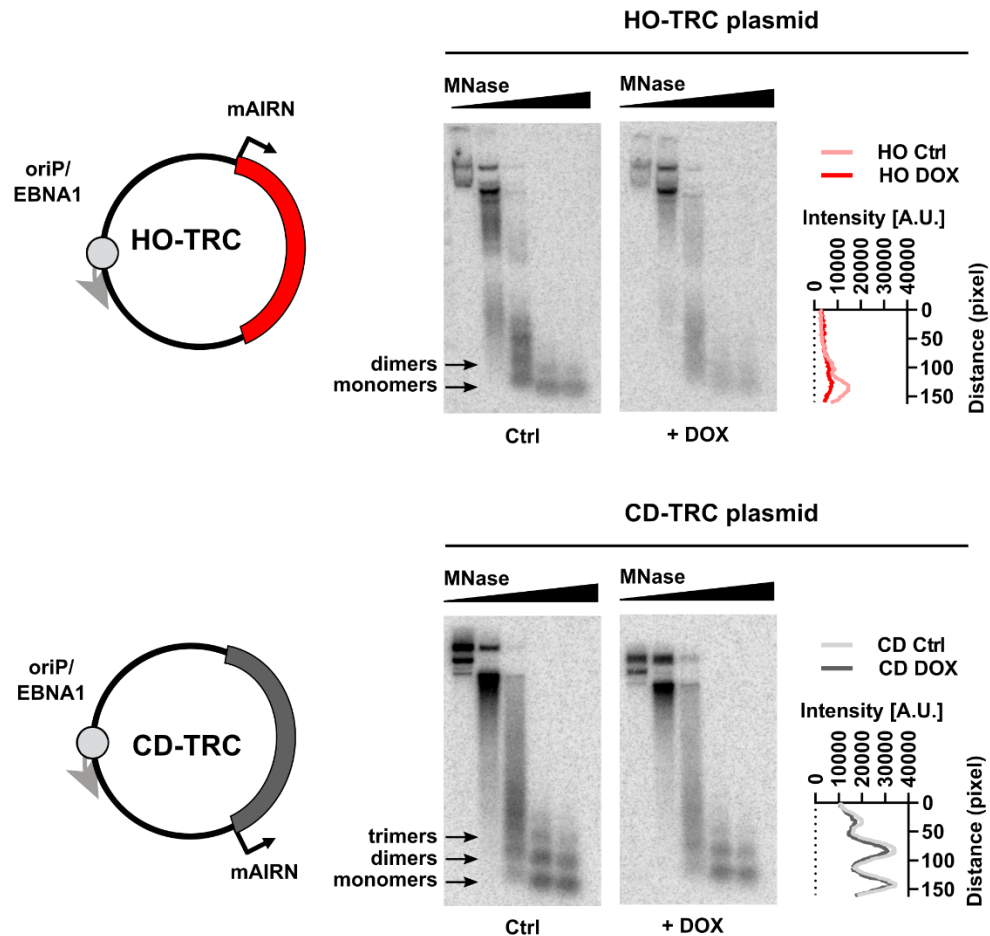 HO-TRC plasmid
mAIRN
oriP/
EBNA1
HO-TRC
MNase
MNase
dimers
monomers
Ctrl
+ DOX
HO Ctrl
HO DOX
Intensity [A.U.]
0 10000 20000 30000 40000
0
50
100
150
Distance (pixel)
CD-TRC plasmid
oriP/
EBNA1
CD-TRC
mAIRN
MNase
MNase
trimers
dimers
monomers
Ctrl
+ DOX
CD Ctrl
CD DOX
Intensity [A.U.]
0 10000 20000 30000 40000
0
50
100
150
Distance (pixel)